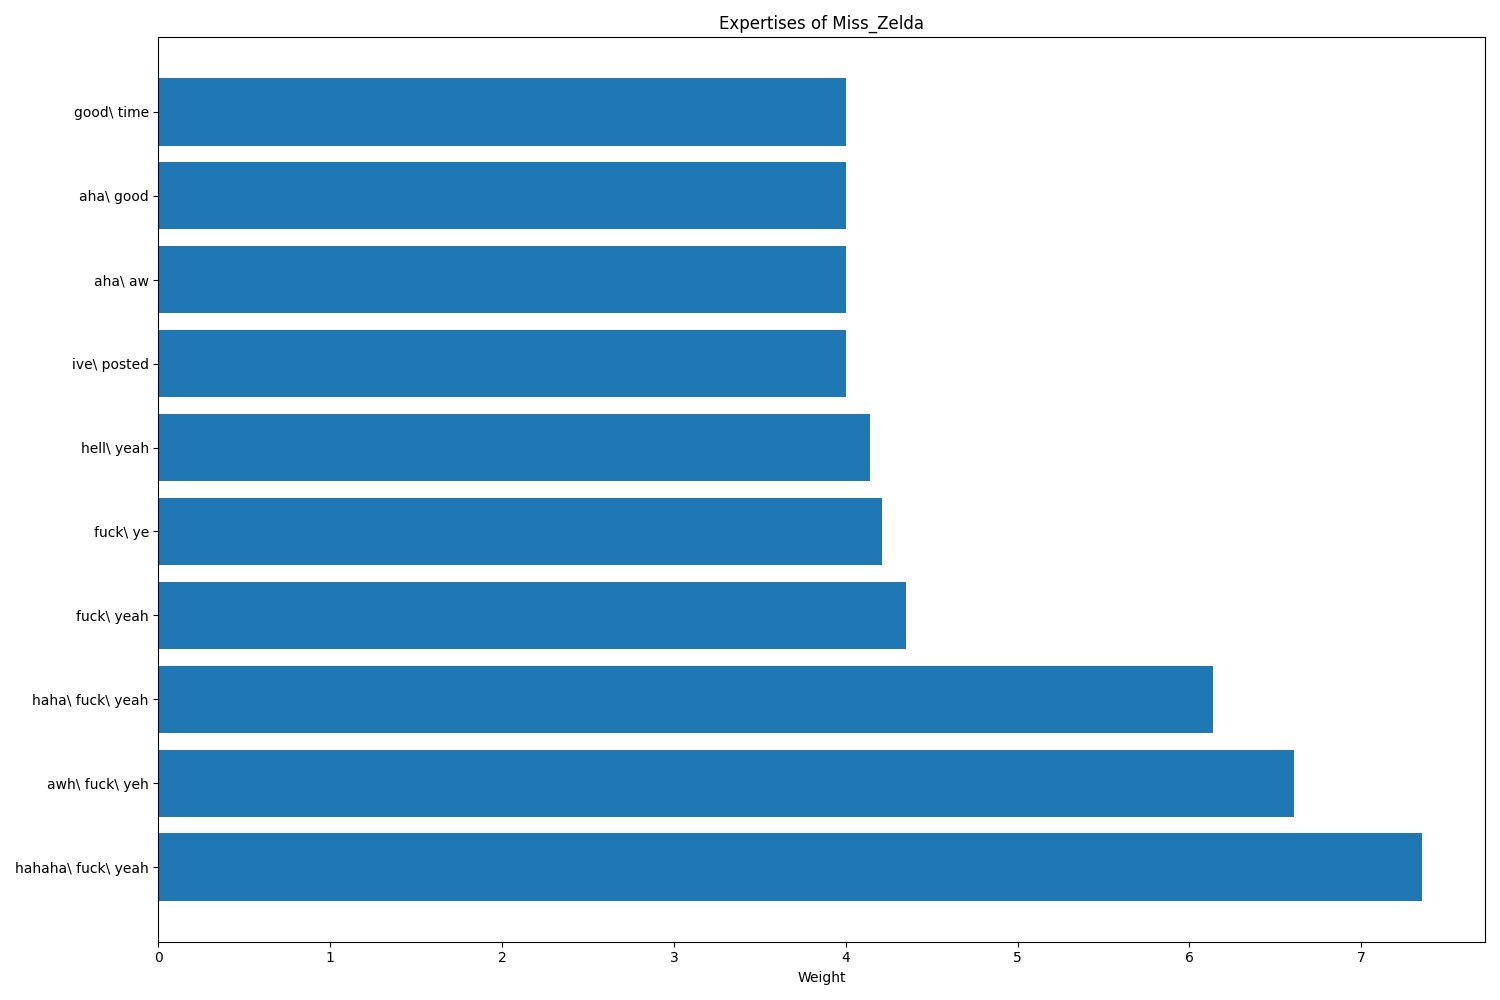 Expertises of Miss_Zelda
good\ time
aha\ good
aha\ aw
ive\ posted
hell\ yeah
fuck\ ye
fuck\ yeah
haha\ fuck\ yeah
awh\ fuck\ yeh
hahaha\ fuck\ yeah
0 1 2 3 4 5 6 7
Weight